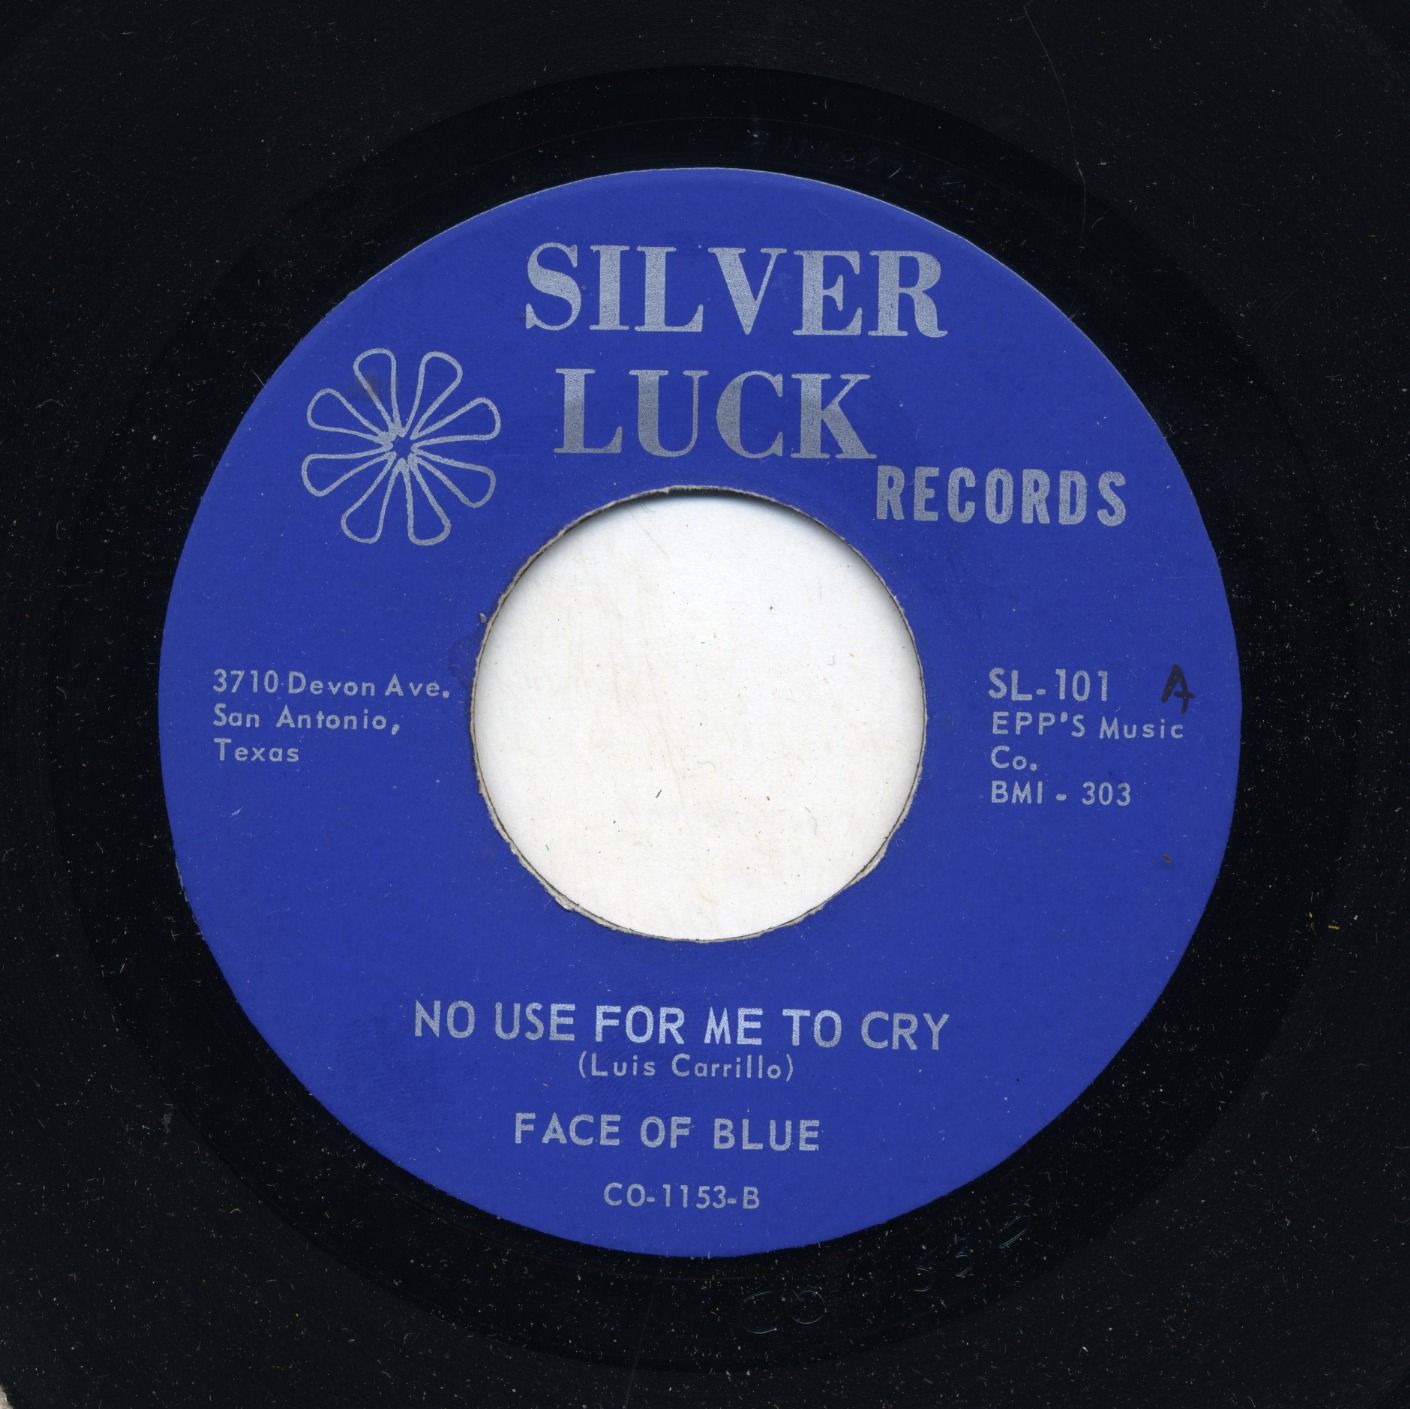 SILVER
LUCK
RECORDS
3710 Devon Ave.
San Antonio,
Texas
SL-101 A
EPP'S Music
Co.
BMI - 303
NO USE FOR ME TO CRY
(Luis Carrillo)
FACE OF BLUE
CO-1153-B